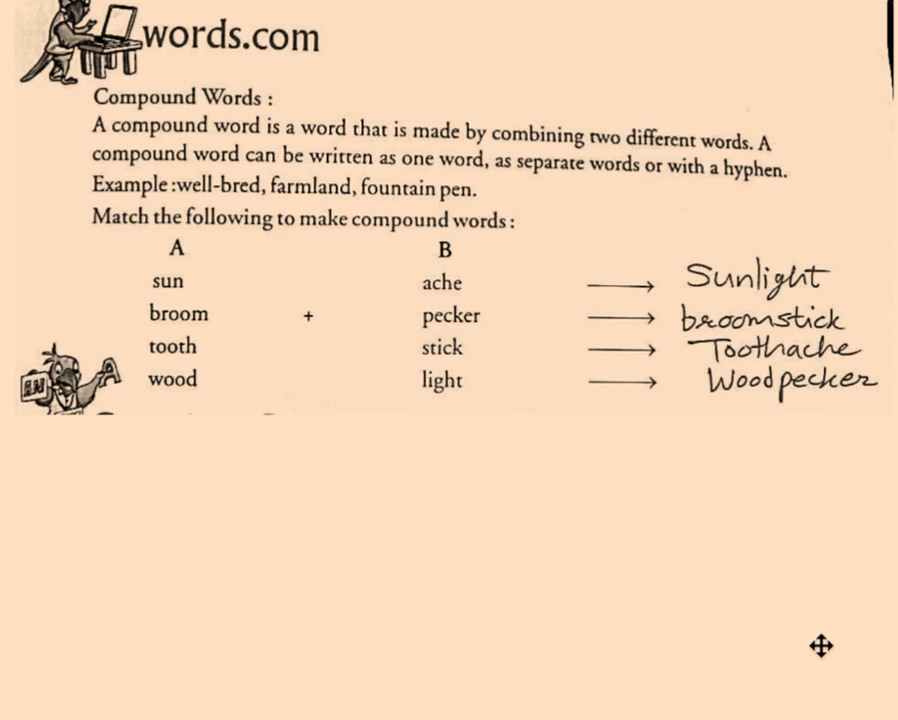 words.com
Compound Words :
A compound word is a word that is made by combining two different words. A
compound word can be written as one word, as separate words or with a hyphen.
Example :well-bred, farmland, fountain pen.
Match the following to make compound words :
A B
sun ache → Sunlight
broom + pecker → broomstick
tooth stick → Toothache
wood light → Woodpecker
EN A